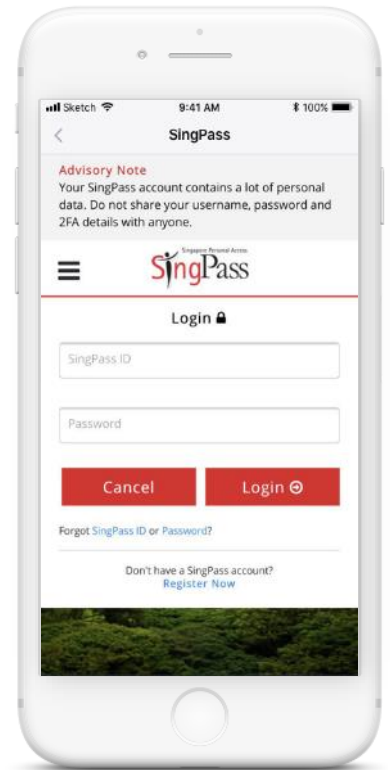 Sketch 9:41 AM 100%
SingPass
Advisory Note
Your SingPass account contains a lot of personal
data. Do not share your username, password and
2FA details with anyone.
Singapore Personal Access
SingPass
Login
SingPass ID
Password
Cancel Login
Forgot SingPass ID or Password?
Don't have a SingPass account?
Register Now